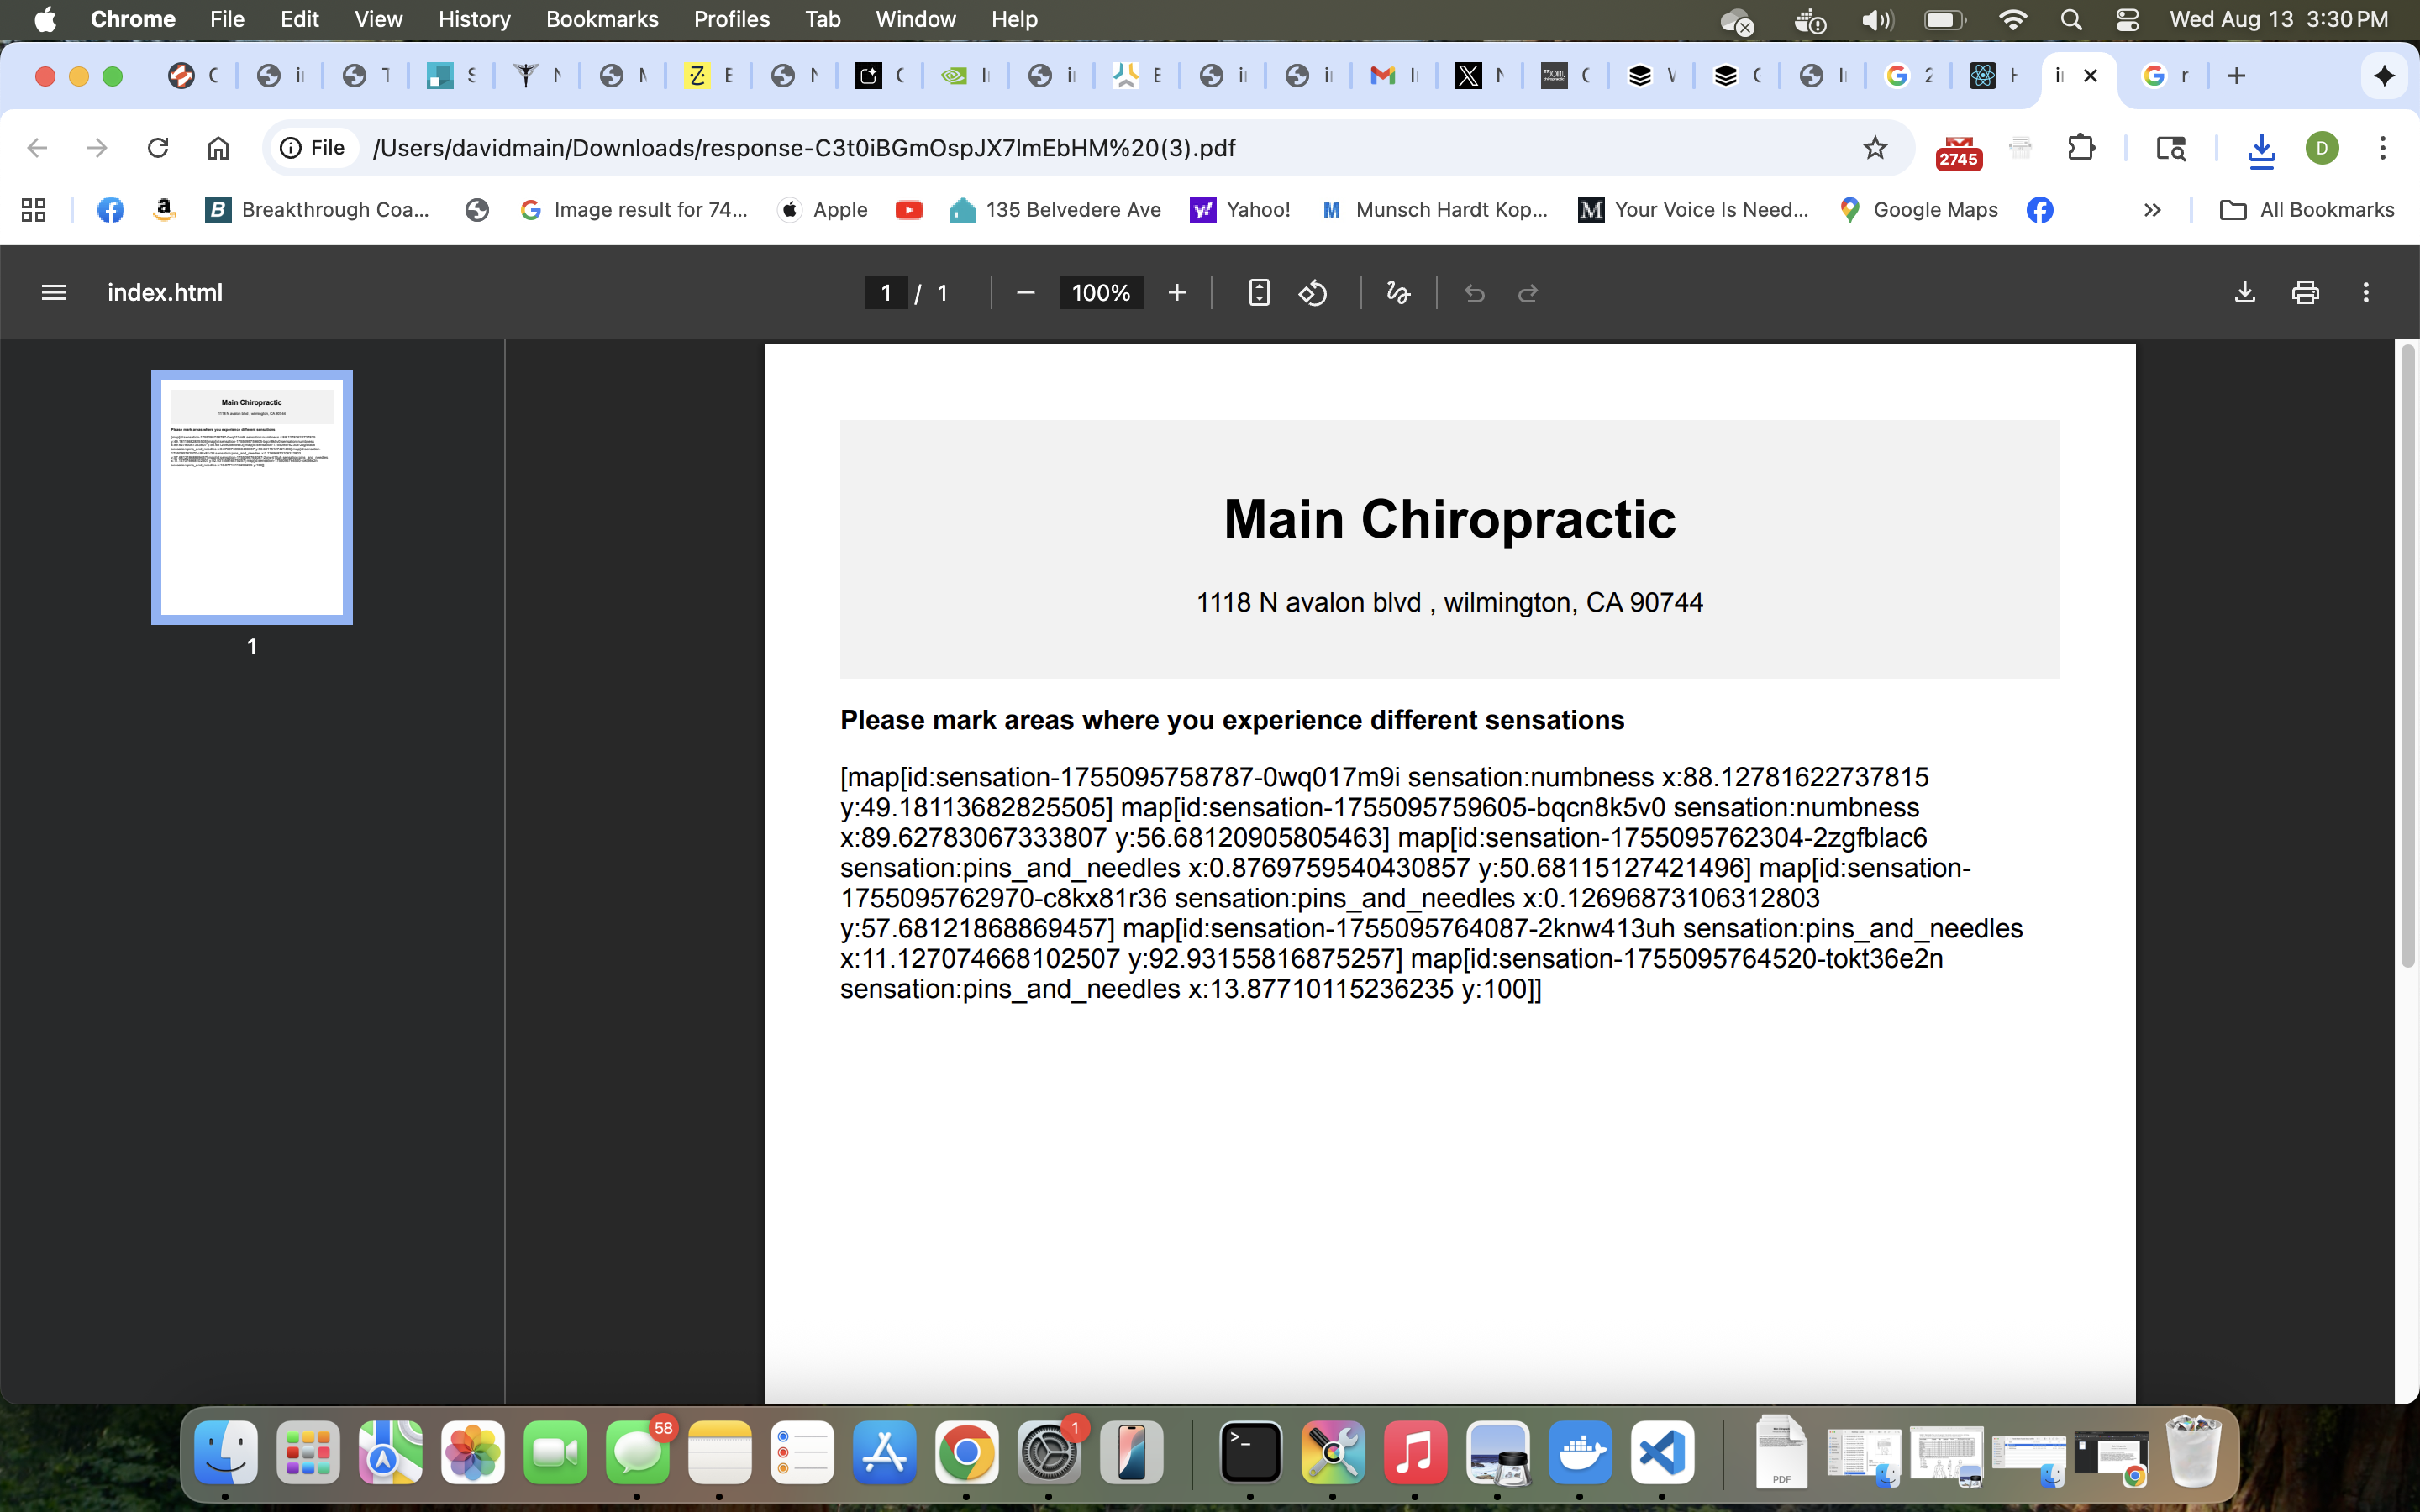 Chrome File Edit View History Bookmarks Profiles Tab Window Help Wed Aug 13 3:30 PM
File /Users/davidmain/Downloads/response-C3t0iBGmOspJX7lmEbHM%20(3).pdf 2745 D
Breakthrough Coa... Image result for 74... Apple 135 Belvedere Ave Yahoo! Munsch Hardt Kop... Your Voice Is Need... Google Maps All Bookmarks
index.html 1 / 1 100%
1
Main Chiropractic
1118 N avalon blvd , wilmington, CA 90744
Please mark areas where you experience different sensations
[map[id:sensation-1755095758787-0wq017m9i sensation:numbness x:88.12781622737815
y:49.18113682825505] map[id:sensation-1755095759605-bqcn8k5v0 sensation:numbness
x:89.62783067333807 y:56.68120905805463] map[id:sensation-1755095762304-2zgfblac6
sensation:pins_and_needles x:0.8769759540430857 y:50.68115127421496] map[id:sensation-
1755095762970-c8kx81r36 sensation:pins_and_needles x:0.12696873106312803
y:57.68121868869457] map[id:sensation-1755095764087-2knw413uh sensation:pins_and_needles
x:11.127074668102507 y:92.93155816875257] map[id:sensation-1755095764520-tokt36e2n
sensation:pins_and_needles x:13.87710115236235 y:100]]
58 1 PDF